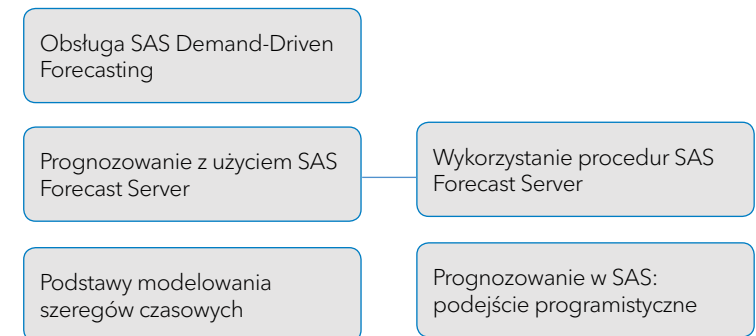 Obsługa SAS Demand-Driven
Forecasting
Prognozowanie z użyciem SAS
Forecast Server
Wykorzystanie procedur SAS
Forecast Server
Podstawy modelowania
szeregów czasowych
Prognozowanie w SAS:
podejście programistyczne